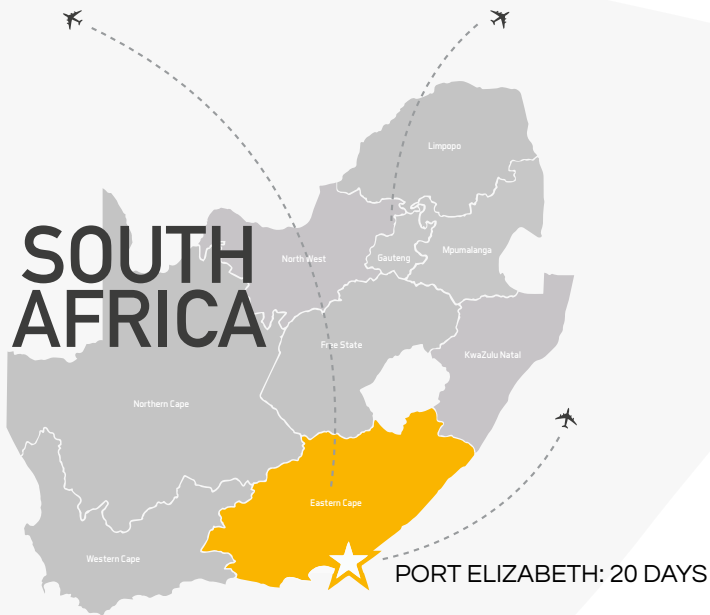 Limpopo
SOUTH
AFRICA
North West
Gauteng
Mpumalanga
Free State
KwaZulu Natal
Northern Cape
Eastern Cape
Western Cape
PORT ELIZABETH: 20 DAYS